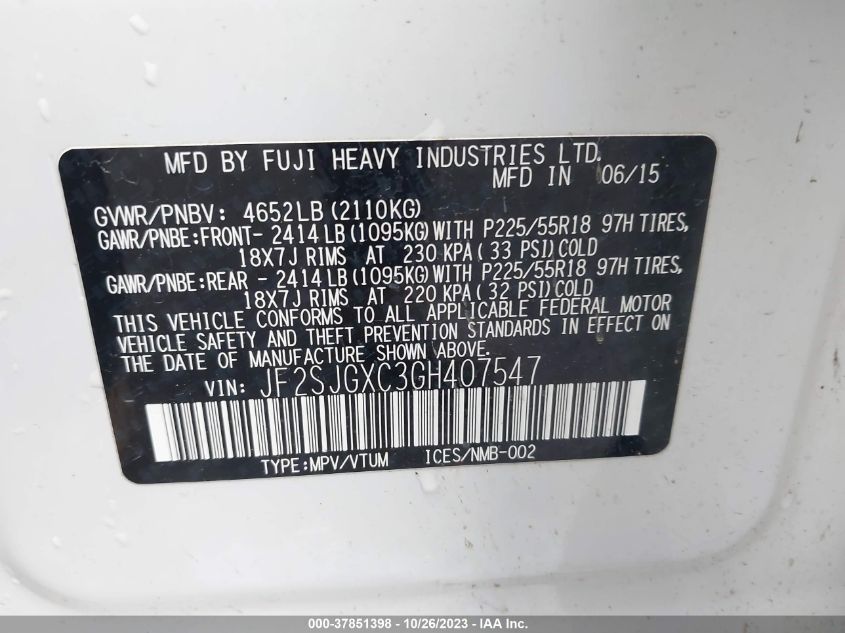 MFD BY FUJI HEAVY INDUSTRIES LTD.
MFD IN 06/15
GVWR/PNBV: 4652LB (2110KG)
GAWR/PNBE:FRONT- 2414LB(1095KG)WITH P225/55R18 97H TIRES,
18X7J RIMS AT 230 KPA( 33 PSI)COLD
GAWR/PNBE:REAR - 2414LB(1095KG)WITH P225/55R18 97H TIRES,
18X7J RIMS AT 220 KPA( 32 PSI)COLD
THIS VEHICLE CONFORMS TO ALL APPLICABLE FEDERAL MOTOR
VEHICLE SAFETY AND THEFT PREVENTION STANDARDS IN EFFECT ON
THE DATE OF MANUFACTURE SHOWN ABOVE.
VIN: JF2SJGXC3GH407547
TYPE:MPV/VTUM ICES/NMB-002
000-37851398 - 10/26/2023 - IAA Inc.